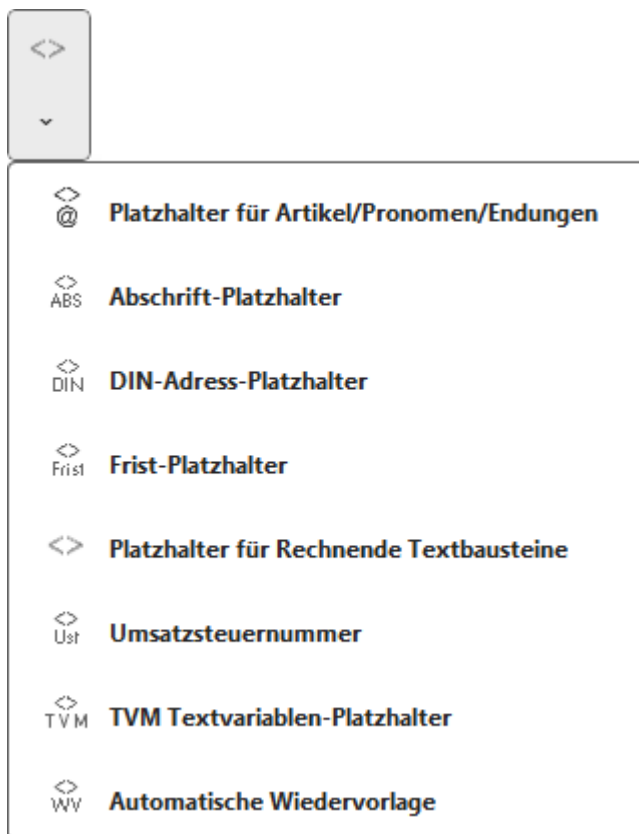 <>
<>
@ Platzhalter für Artikel/Pronomen/Endungen
<>
ABS Abschrift-Platzhalter
<>
DIN DIN-Adress-Platzhalter
<>
Frist Frist-Platzhalter
<> Platzhalter für Rechnende Textbausteine
<>
Ust Umsatzsteuernummer
<>
TVM TVM Textvariablen-Platzhalter
<>
WV Automatische Wiedervorlage